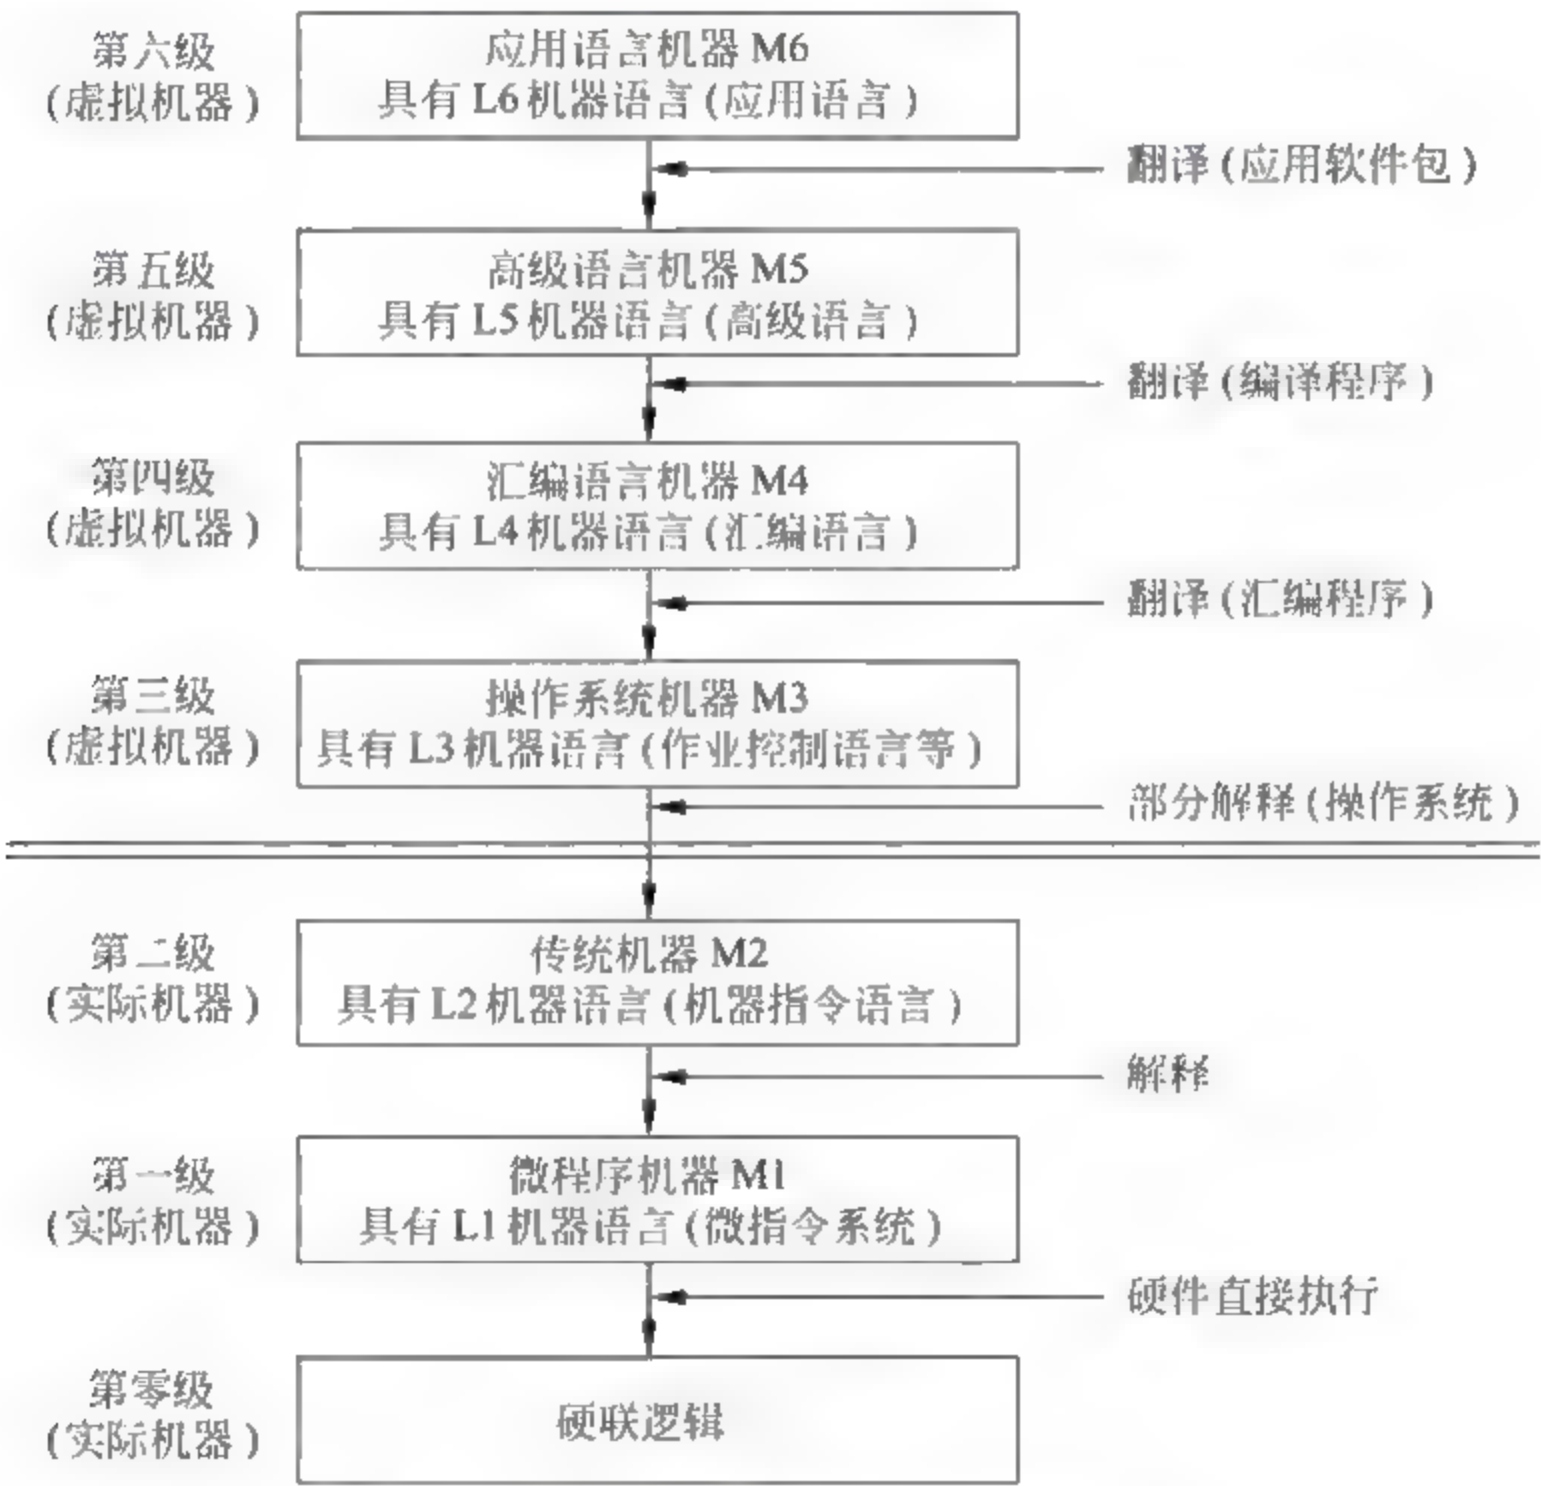 第六级
(虚拟机器)
应用语言机器 M6
具有 L6 机器语言(应用语言)
翻译(应用软件包)
第五级
(虚拟机器)
高级语言机器 M5
具有 L5 机器语言(高级语言)
翻译(编译程序)
第四级
(虚拟机器)
汇编语言机器 M4
具有 L4 机器语言(汇编语言)
翻译(汇编程序)
第三级
(虚拟机器)
操作系统机器 M3
具有 L3 机器语言(作业控制语言等)
部分解释(操作系统)
第二级
(实际机器)
传统机器 M2
具有 L2 机器语言(机器指令语言)
解释
第一级
(实际机器)
微程序机器 M1
具有 L1 机器语言(微指令系统)
硬件直接执行
第零级
(实际机器)
硬联逻辑